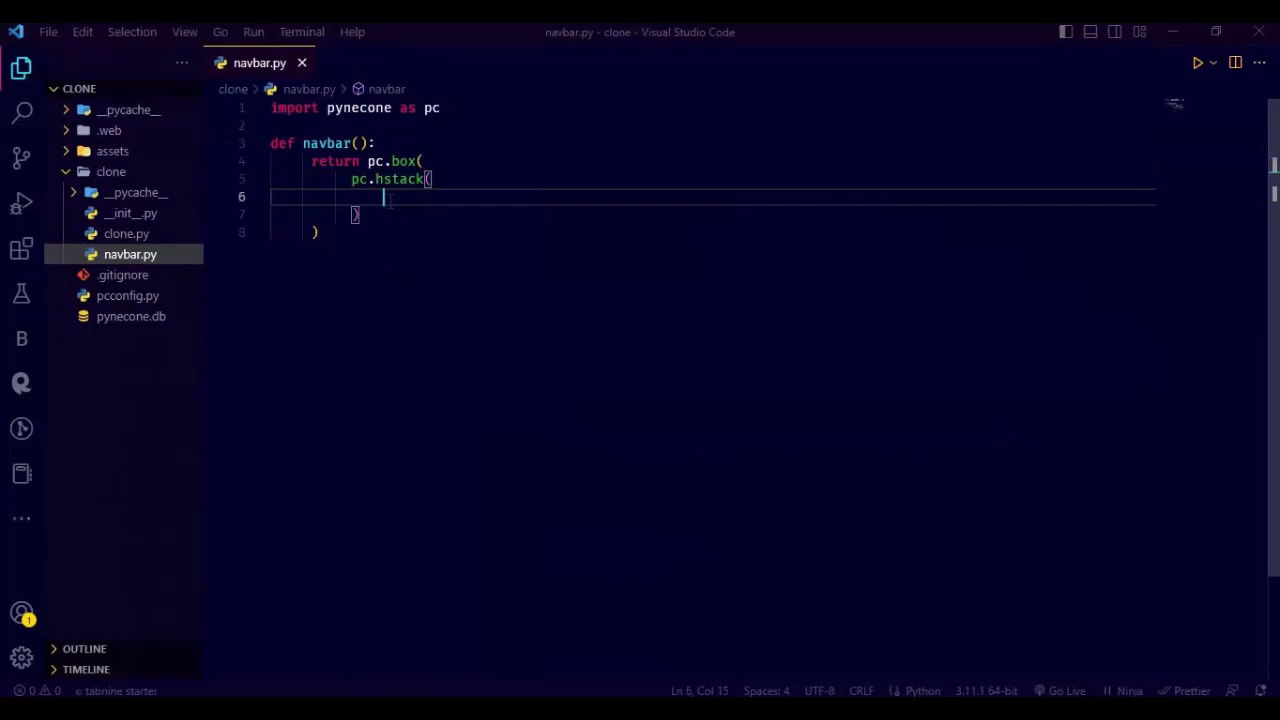 File Edit Selection View Go Run Terminal Help
navbar.py - clone - Visual Studio Code
navbar.py
CLONE
__pycache__
.web
assets
clone
__pycache__
__init__.py
clone.py
navbar.py
.gitignore
pcconfig.py
pynecone.db
clone > navbar.py > navbar
1 import pynecone as pc
2
3 def navbar():
4 return pc.box(
5 pc.hstack(
6
7 )
8 )
B
1
OUTLINE
TIMELINE
0 0 tabnine starter
Ln 6, Col 15 Spaces: 4 UTF-8 CRLF Python 3.11.1 64-bit Go Live Ninja Prettier